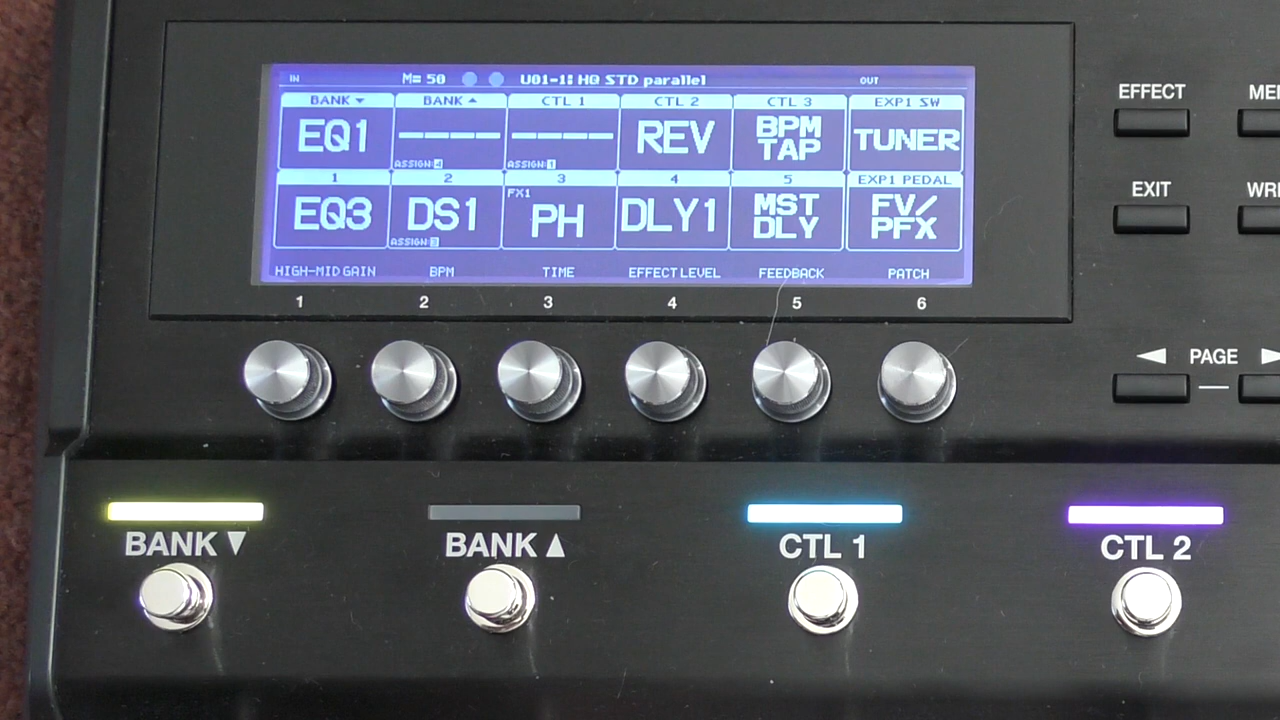 IN M= 50 U01-1: HQ STD parallel OUT
BANK ▼ BANK ▲ CTL 1 CTL 2 CTL 3 EXP1 SW
EQ1 ———— ———— REV BPM TAP TUNER
ASSIGN:4 ASSIGN:1
1 2 3 4 5 EXP1 PEDAL
EQ3 DS1 FX1 PH DLY1 MST DLY FV/ PFX
ASSIGN:3
HIGH-MID GAIN BPM TIME EFFECT LEVEL FEEDBACK PATCH
1 2 3 4 5 6
EFFECT
EXIT
◀ PAGE ▶
BANK ▼ BANK ▲ CTL 1 CTL 2